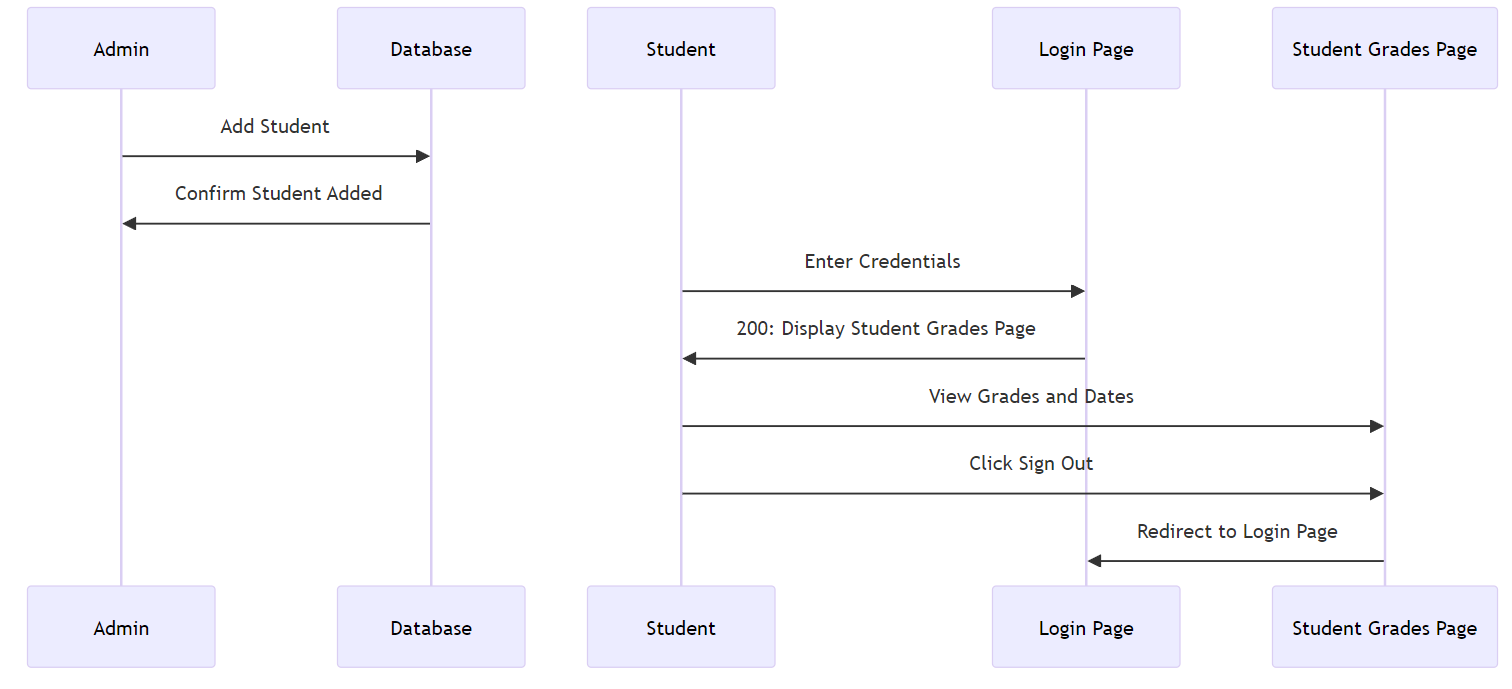 Admin
Database
Student
Login Page
Student Grades Page
Add Student
Confirm Student Added
Enter Credentials
200: Display Student Grades Page
View Grades and Dates
Click Sign Out
Redirect to Login Page
Admin
Database
Student
Login Page
Student Grades Page